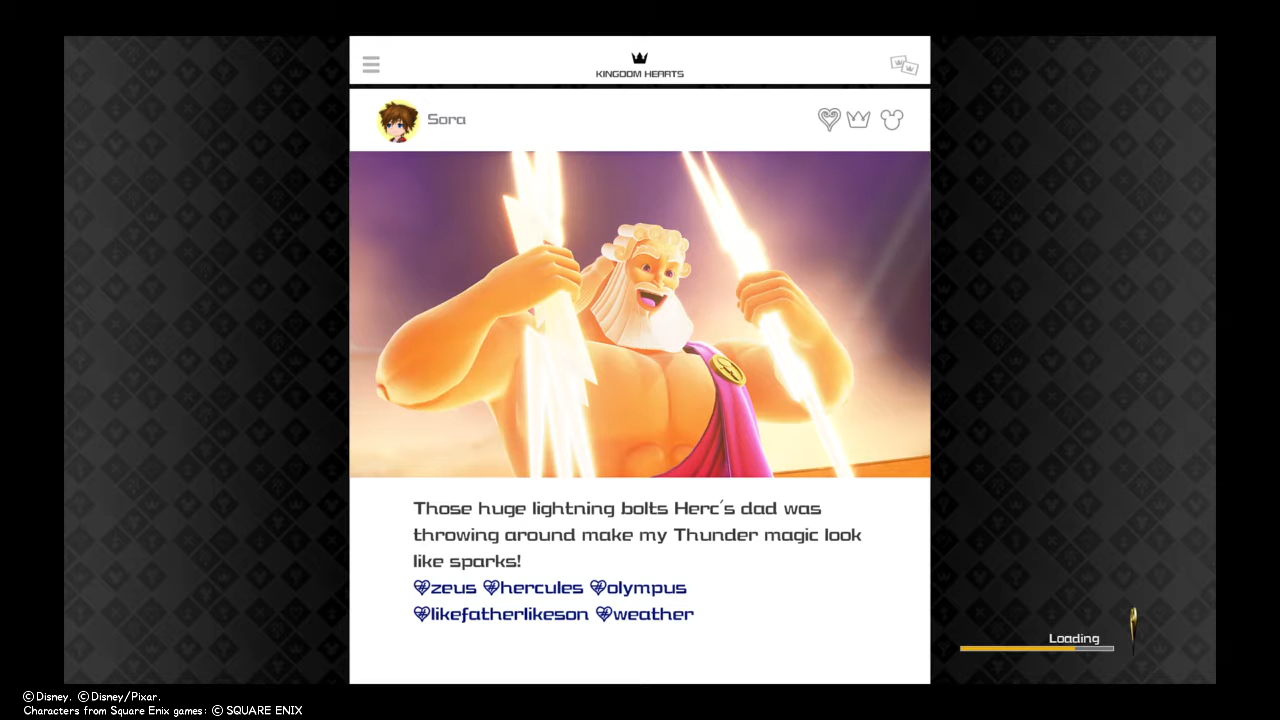 KINGDOM HEARTS
Sora
Those huge lightning bolts Herc's dad was
throwing around make my Thunder magic look
like sparks!
zeus hercules olympus
likefatherlikeson weather
Loading
©Disney. ©Disney/Pixar.
Characters from Square Enix games: © SQUARE ENIX